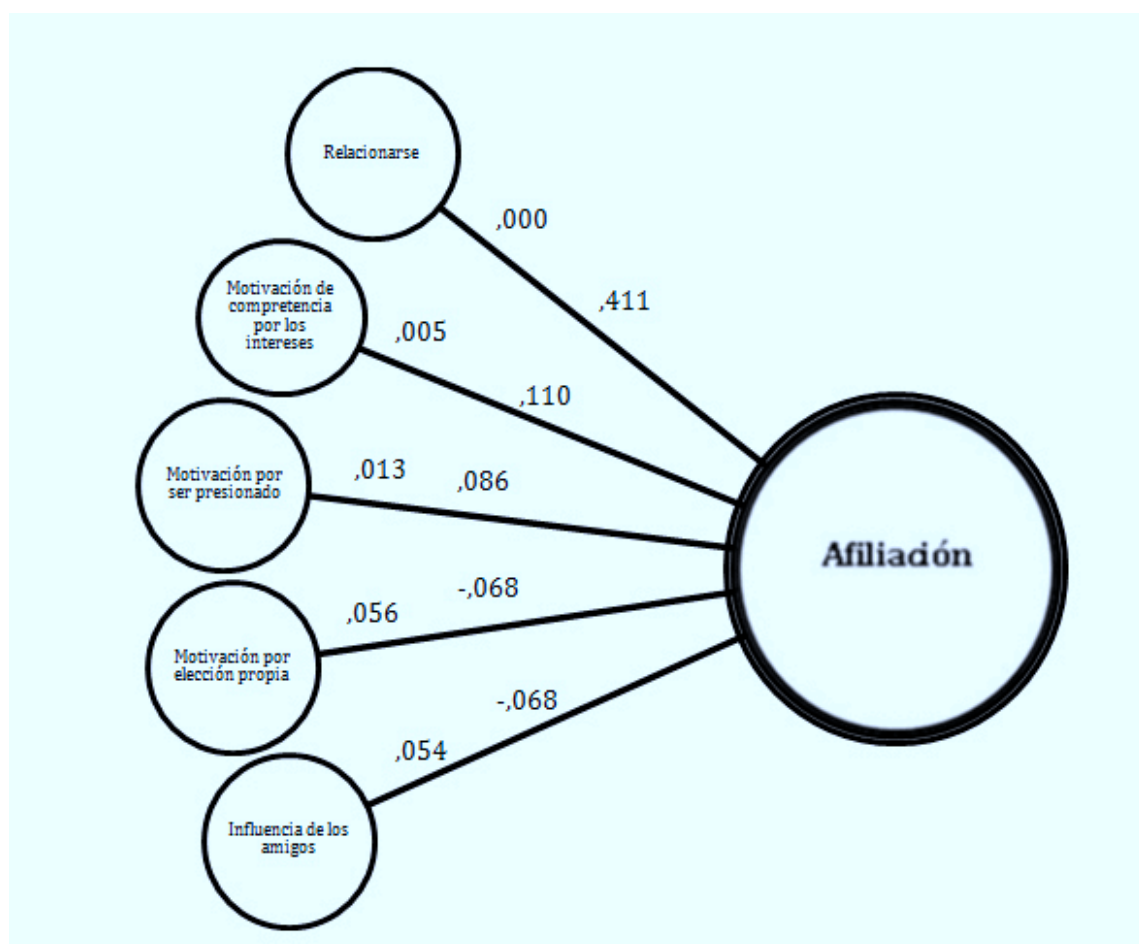 Relacionarse
,000
,411
Motivación de
compretencia
por los
intereses
,005
,110
Motivación por
ser presionado
,013
,086
Afiliación
Motivación por
elección propia
,056
-,068
Influencia de los
amigos
,054
-,068